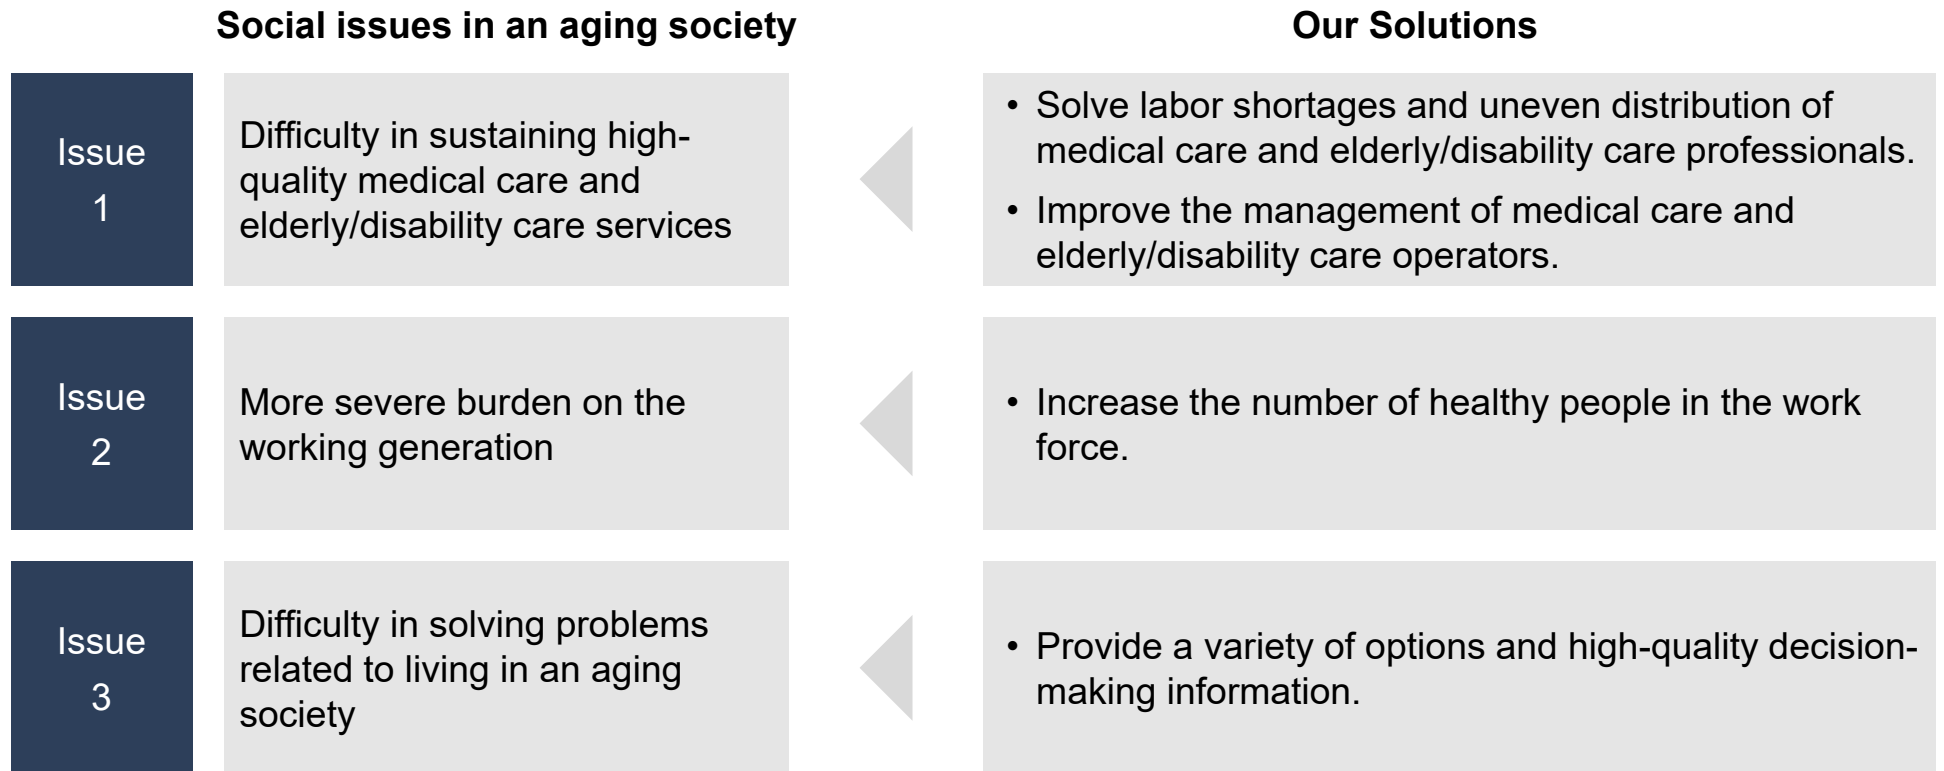 Social issues in an aging society
Our Solutions
Issue
1
Difficulty in sustaining high-
quality medical care and
elderly/disability care services
• Solve labor shortages and uneven distribution of
medical care and elderly/disability care professionals.
• Improve the management of medical care and
elderly/disability care operators.
Issue
2
More severe burden on the
working generation
• Increase the number of healthy people in the work
force.
Issue
3
Difficulty in solving problems
related to living in an aging
society
• Provide a variety of options and high-quality decision-
making information.